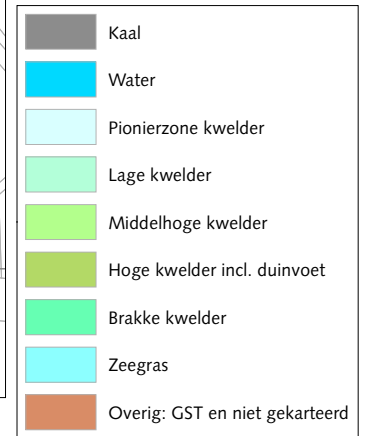 Kaal
Water
Pionierzone kwelder
Lage kwelder
Middelhoge kwelder
Hoge kwelder incl. duinvoet
Brakke kwelder
Zeegras
Overig: GST en niet gekarteerd